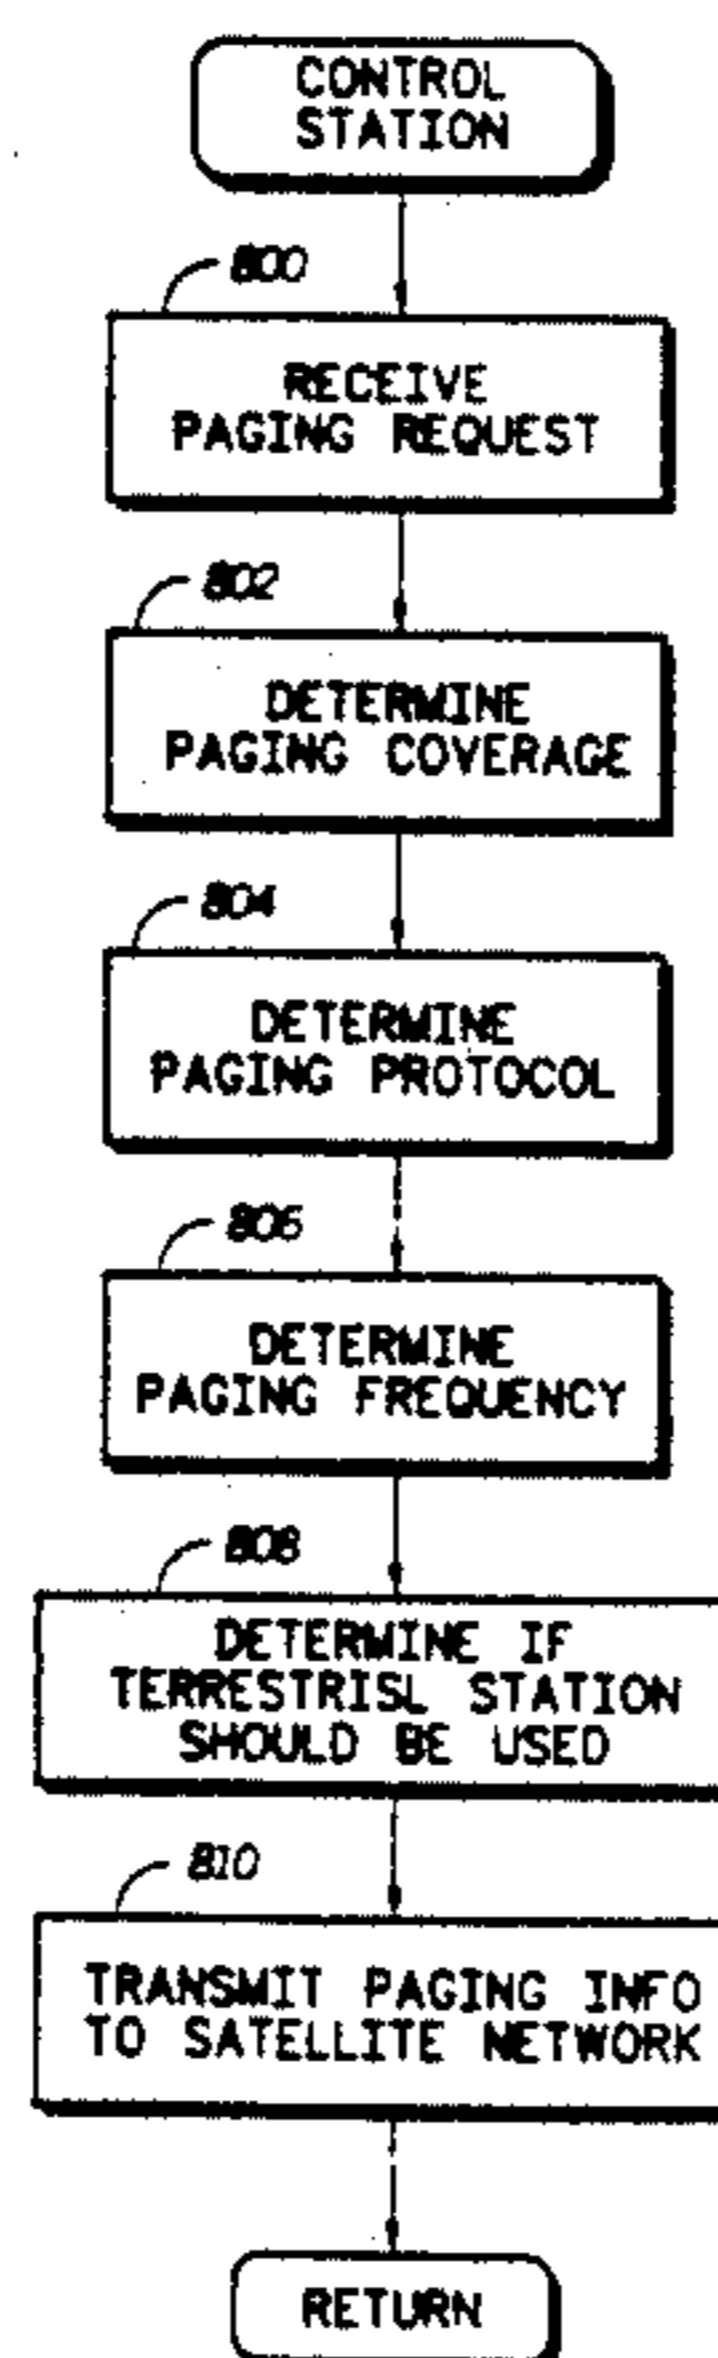 CONTROL
STATION
800
RECEIVE
PAGING REQUEST
802
DETERMINE
PAGING COVERAGE
804
DETERMINE
PAGING PROTOCOL
806
DETERMINE
PAGING FREQUENCY
808
DETERMINE IF
TERRESTRISL STATION
SHOULD BE USED
810
TRANSMIT PAGING INFO
TO SATELLITE NETWORK
RETURN